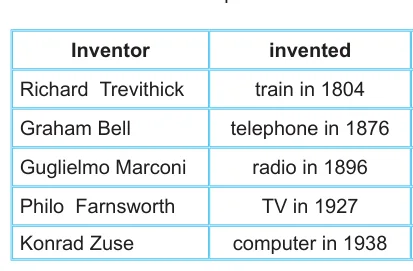 Inventor invented
Richard Trevithick train in 1804
Graham Bell telephone in 1876
Guglielmo Marconi radio in 1896
Philo Farnsworth TV in 1927
Konrad Zuse computer in 1938